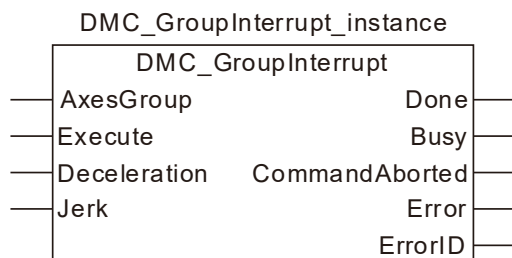 DMC_GroupInterrupt_instance
DMC_GroupInterrupt
AxesGroup Done
Execute Busy
Deceleration CommandAborted
Jerk Error
ErrorID